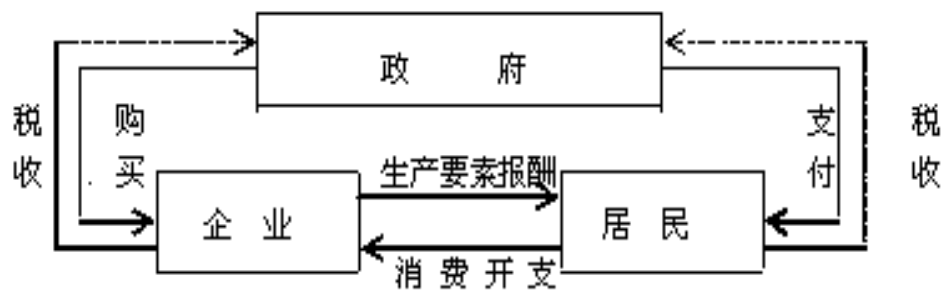 政 府
税收
购买
支付
税收
生产要素报酬
企 业
居 民
消 费 开 支